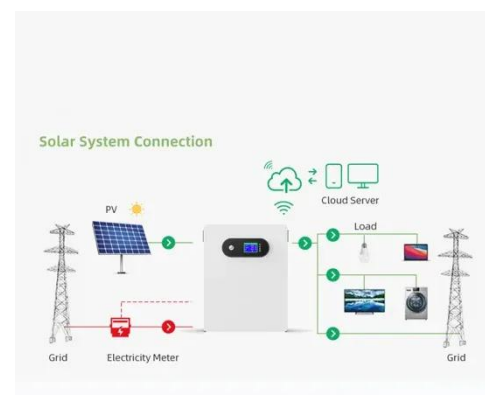 Solar System Connection
Cloud Server
PV
Load
Grid
Electricity Meter
Grid